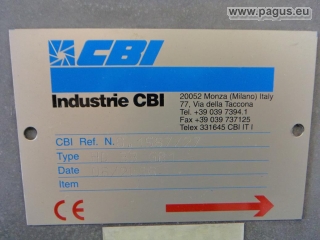 www.pagus.eu
CBI
Industrie CBI
20052 Monza (Milano) Italy
77, Via della Taccona
Tel. +39 039 7394.1
Fax +39 039 737125
Telex 331645 CBI IT I
CBI Ref. N.
Type
Date
Item
CE